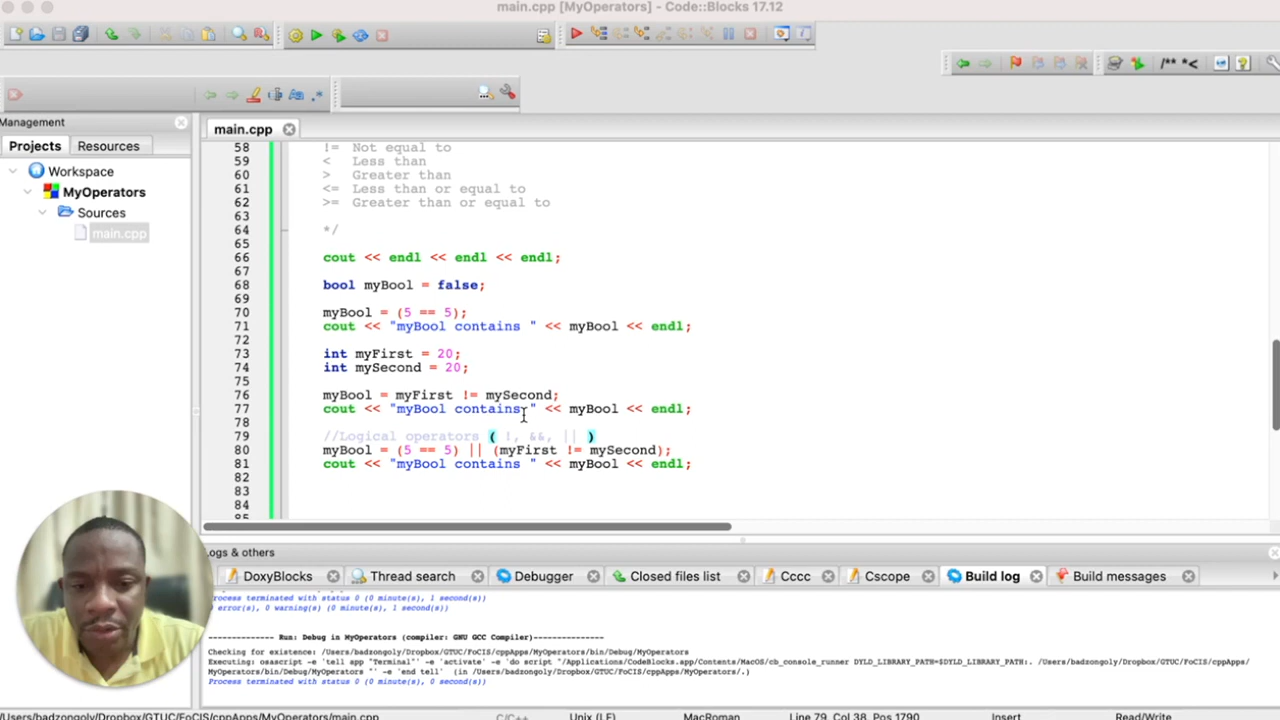 main.cpp [MyOperators] - Code::Blocks 17.12
/** *<
Management
main.cpp
Projects
Resources
Workspace
MyOperators
Sources
main.cpp
58 != Not equal to
59 < Less than
60 > Greater than
61 <= Less than or equal to
62 >= Greater than or equal to
63
64 */
65
66 cout << endl << endl << endl;
67
68 bool myBool = false;
69
70 myBool = (5 == 5);
71 cout << "myBool contains " << myBool << endl;
72
73 int myFirst = 20;
74 int mySecond = 20;
75
76 myBool = myFirst != mySecond;
77 cout << "myBool contains " << myBool << endl;
78
79 //Logical operators ( !, &&, || )
80 myBool = (5 == 5) || (myFirst != mySecond);
81 cout << "myBool contains " << myBool << endl;
82
83
84
85
ogs & others
DoxyBlocks
Thread search
Debugger
Closed files list
Cccc
Cscope
Build log
Build messages
Process terminated with status 0 (0 minute(s), 1 second(s))
error(s), 0 warning(s) (0 minute(s), 1 second(s))
-------------- Run: Debug in MyOperators (compiler: GNU GCC Compiler)---------------
Checking for existence: /Users/badzongoly/Dropbox/GTUC/FoCIS/cppApps/MyOperators/bin/Debug/MyOperators
Executing: osascript -e 'tell app "Terminal"' -e 'activate' -e 'do script "/Applications/CodeBlocks.app/Contents/MacOS/cb_console_runner DYLD_LIBRARY_PATH=$DYLD_LIBRARY_PATH:. /Users/badzongoly/Dropbox/GTUC/FoCIS/cppApps/
MyOperators/bin/Debug/MyOperators "' -e 'end tell' (in /Users/badzongoly/Dropbox/GTUC/FoCIS/cppApps/MyOperators/.)
Process terminated with status 0 (0 minute(s), 0 second(s))
/Users/badzongoly/Dropbox/GTUC/FoCIS/cppApps/MyOperators/main.cpp
C/C++
Unix (LF)
MacRoman
Line 79, Col 38, Pos 1790
Insert
Read/Write